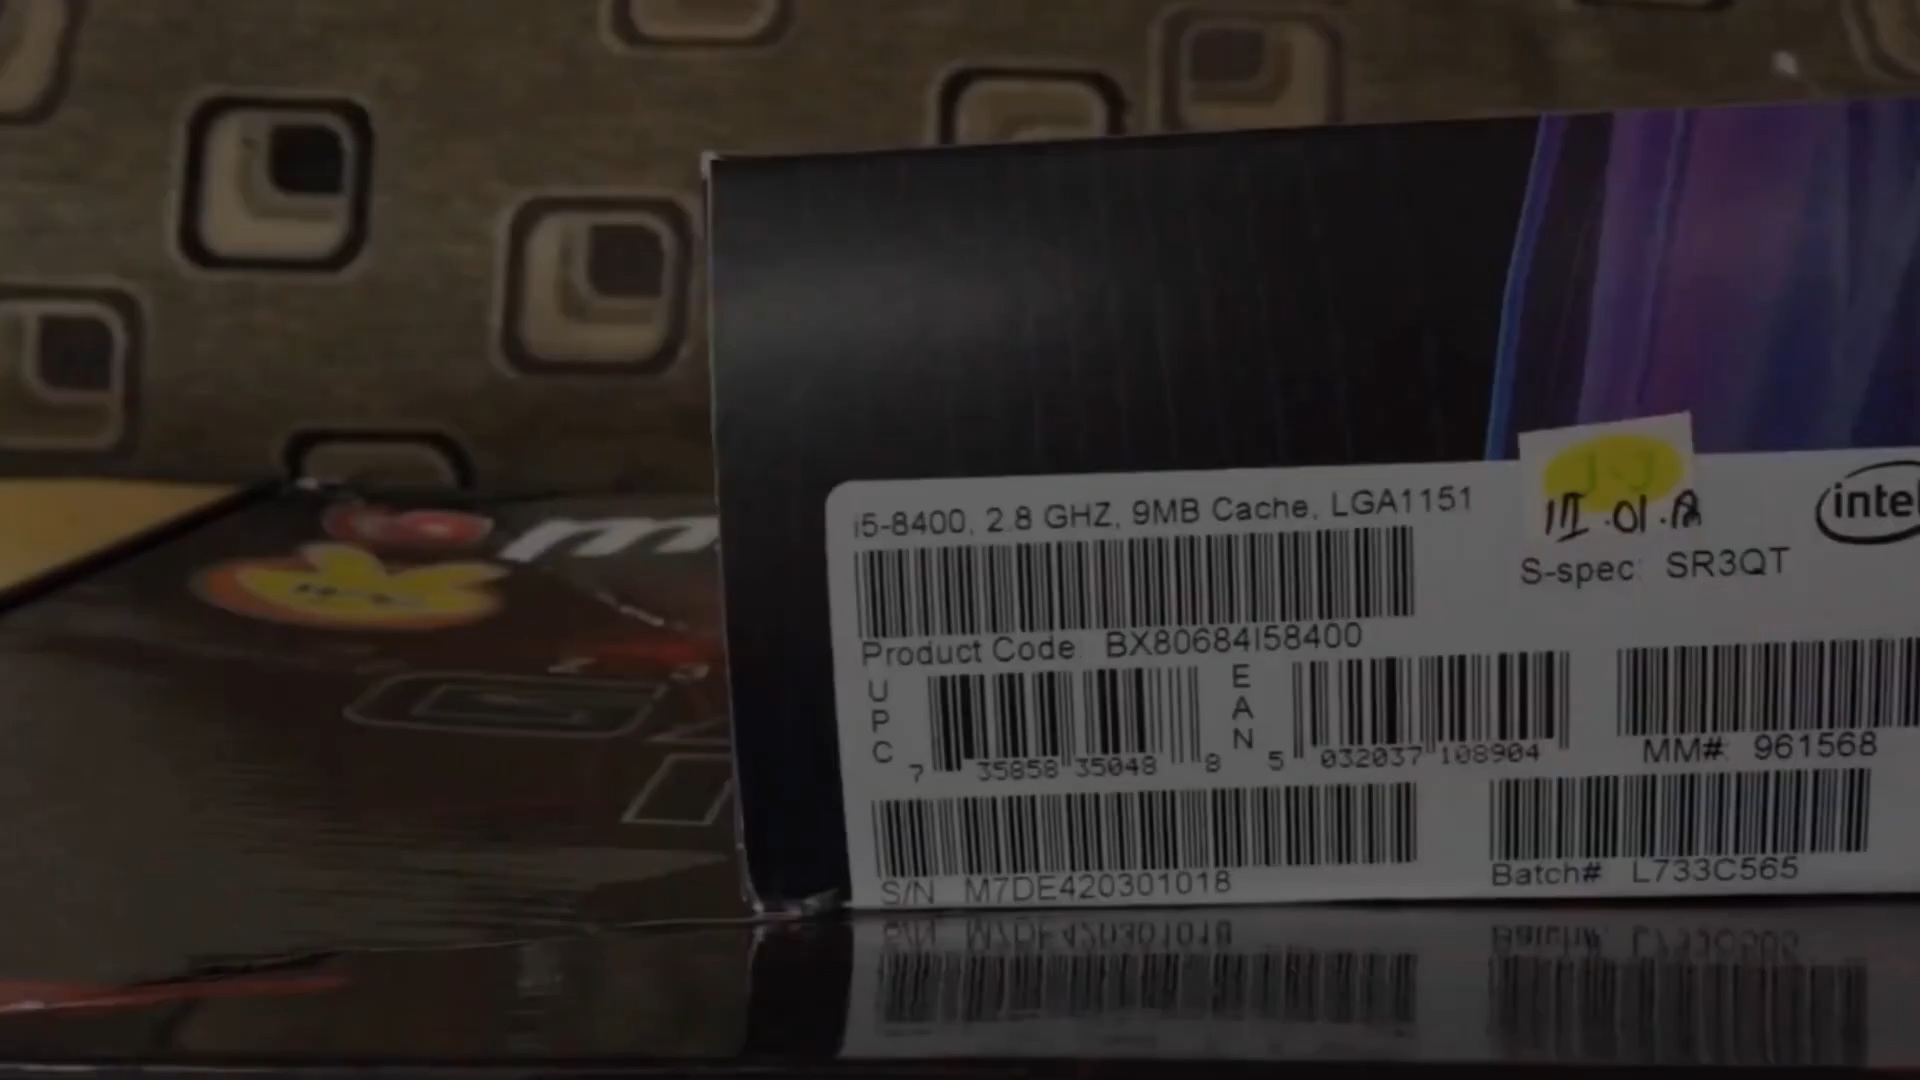 i5-8400, 2.8 GHZ, 9MB Cache, LGA1151
intel
S-spec: SR3QT
Product Code: BX80684I58400
UPC
7 35858 35048 8
EAN
5 032037 108904
MM#: 961568
S/N M7DE420301018
Batch# L733C565